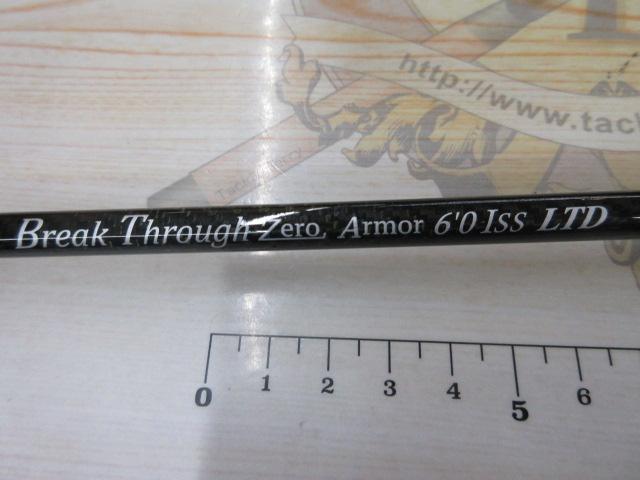 http://www.tac
Break Through Zero Armor 6'0 Iss LTD
0 1 2 3 4 5 6